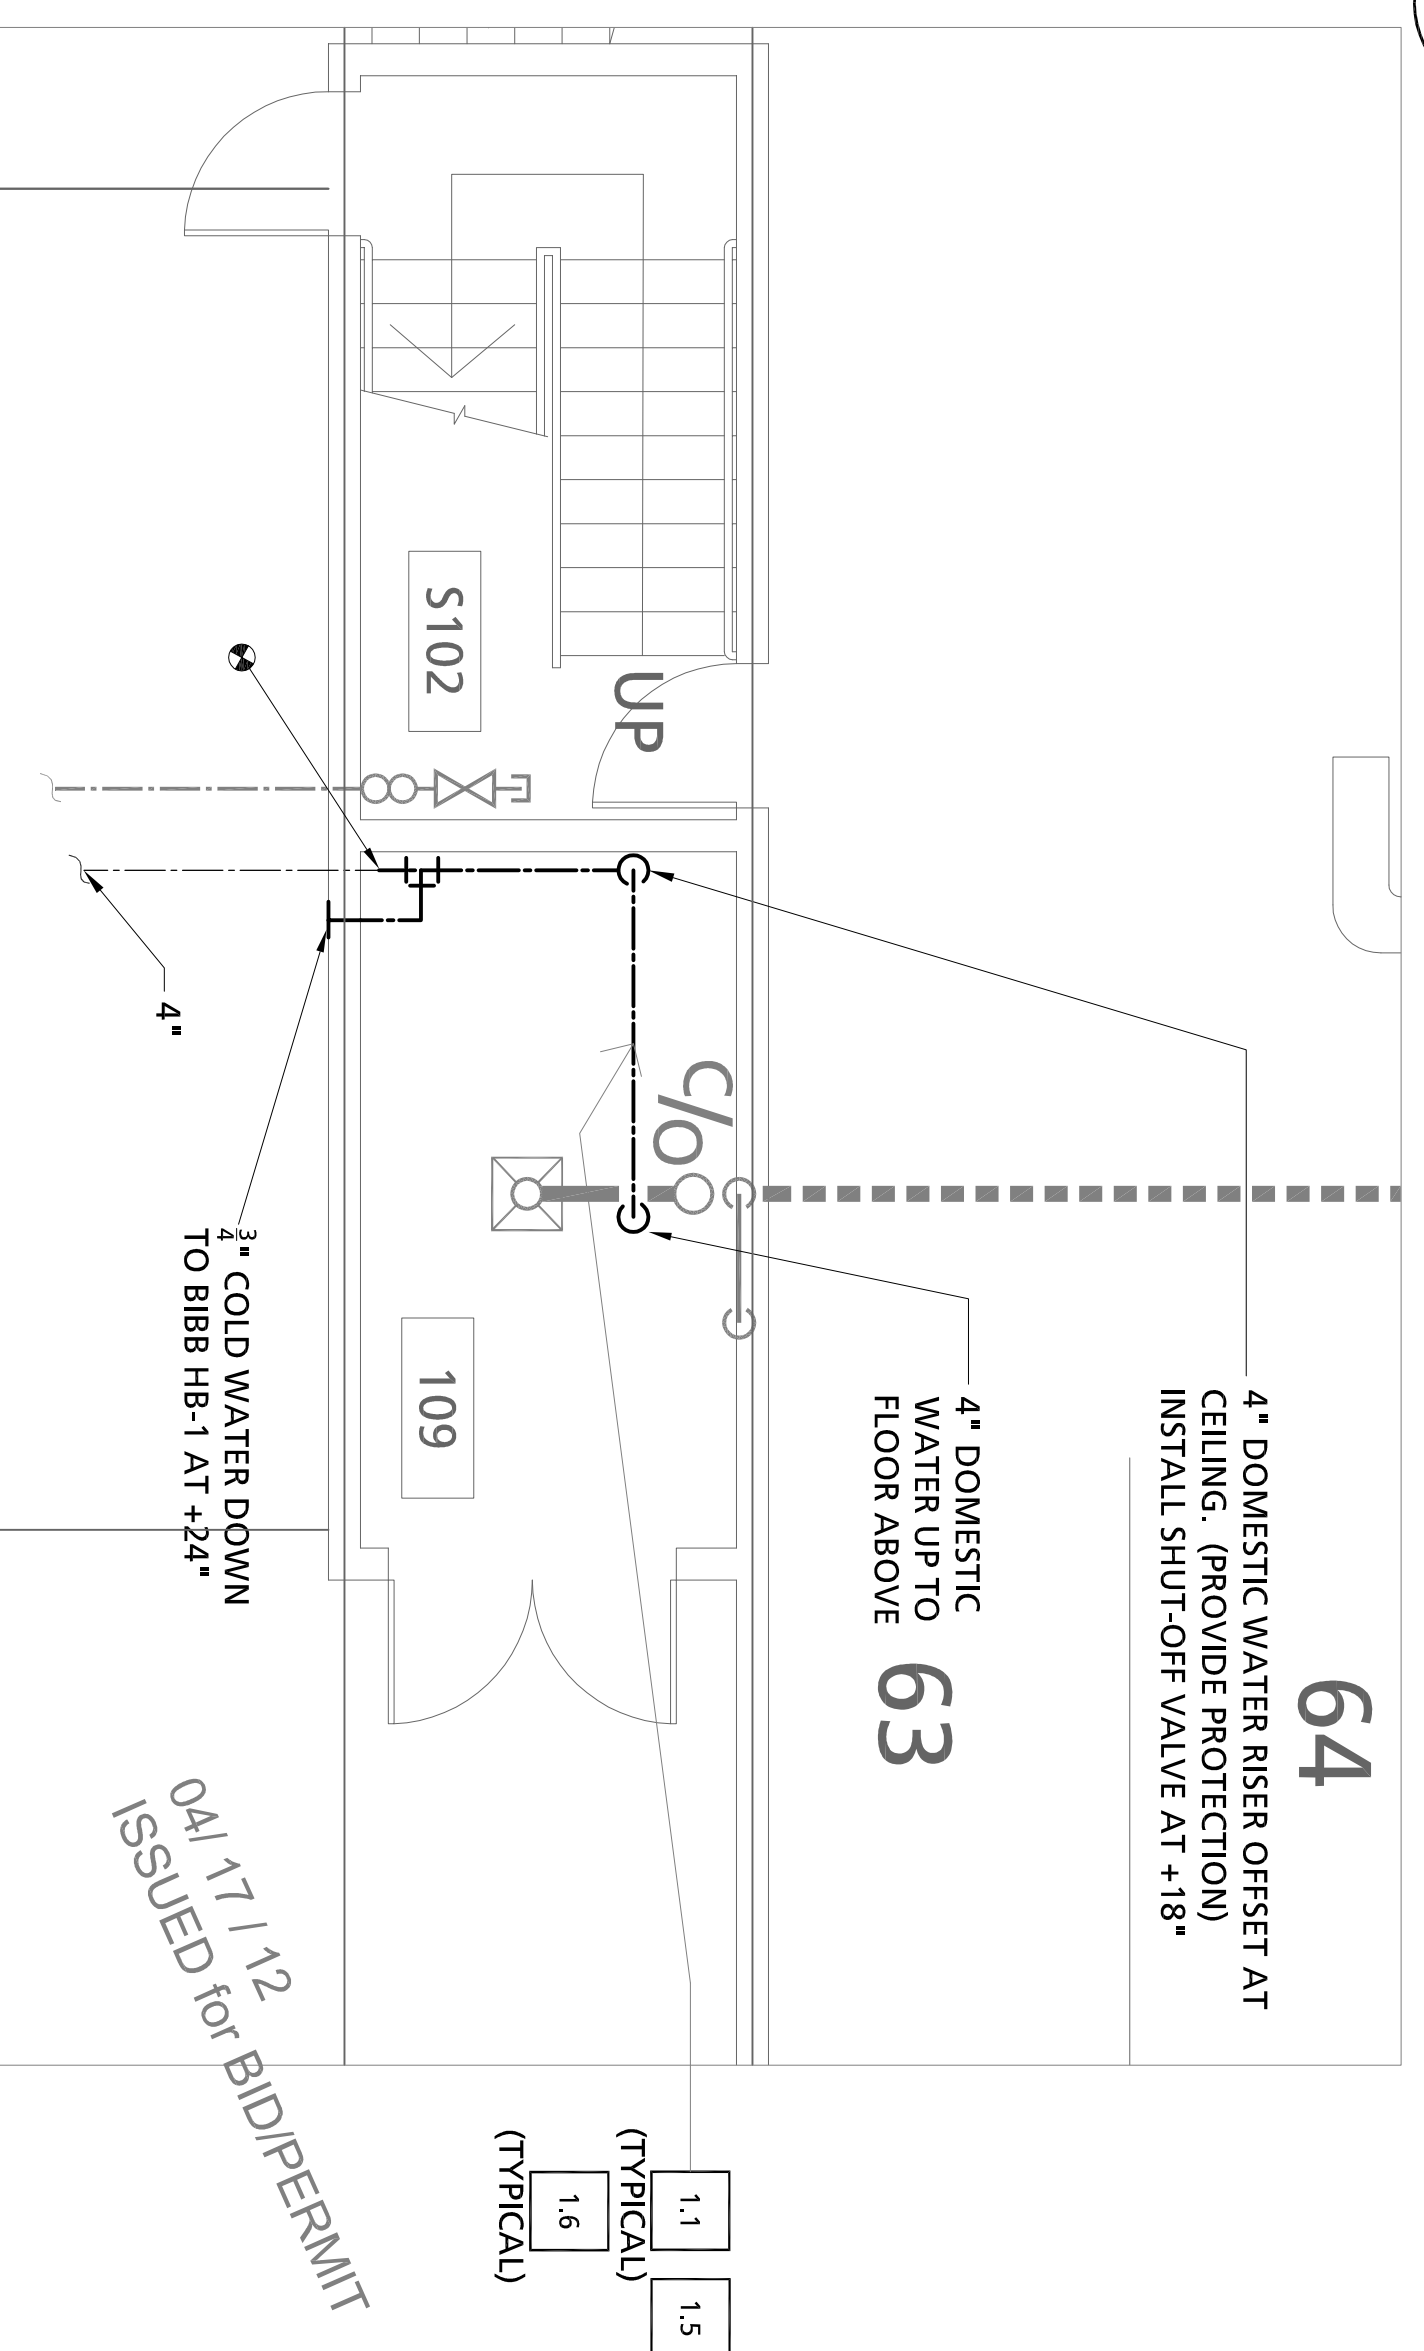 64
4" DOMESTIC WATER RISER OFFSET AT
CEILING. (PROVIDE PROTECTION)
INSTALL SHUT-OFF VALVE AT +18"
4" DOMESTIC
WATER UP TO
FLOOR ABOVE
63
UP
S102
C/O
109
4"
3/4" COLD WATER DOWN
TO BIBB HB-1 AT +24"
1.1
1.5
(TYPICAL)
1.6
(TYPICAL)
04/ 17 / 12
ISSUED for BID/PERMIT